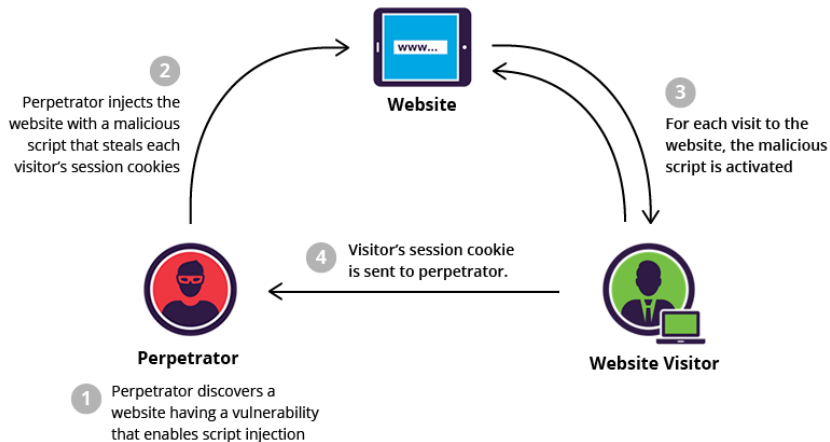 www...
Website
2
Perpetrator injects the
website with a malicious
script that steals each
visitor's session cookies
3
For each visit to the
website, the malicious
script is activated
4
Visitor's session cookie
is sent to perpetrator.
Perpetrator
Website Visitor
1
Perpetrator discovers a
website having a vulnerability
that enables script injection